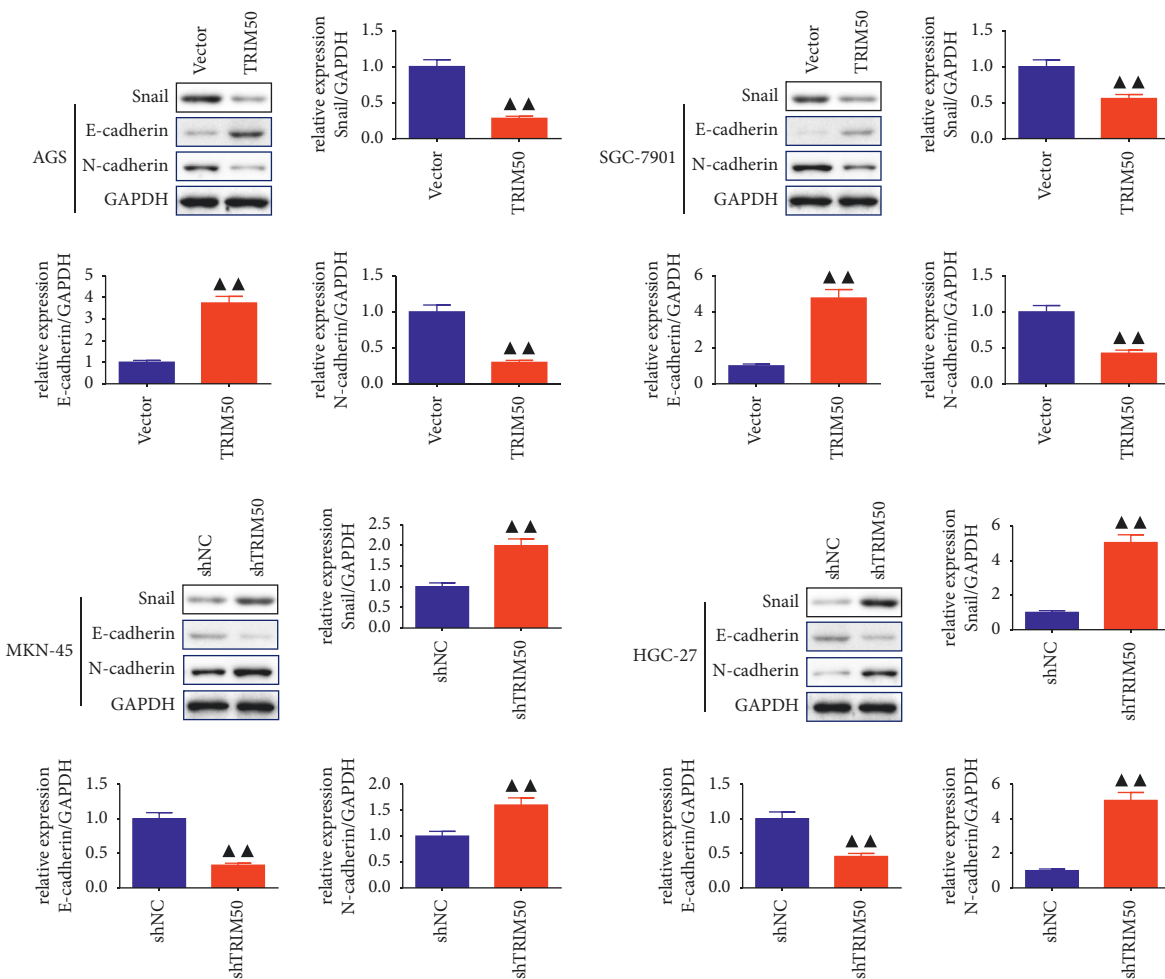 AGS
Vector
TRIM50
Snail
E-cadherin
N-cadherin
GAPDH
relative expression
Snail/GAPDH
1.5
1.0
0.5
0.0
▲▲
Vector
TRIM50
relative expression
E-cadherin/GAPDH
5
4
3
2
1
0
▲▲
Vector
TRIM50
relative expression
N-cadherin/GAPDH
1.5
1.0
0.5
0.0
▲▲
Vector
TRIM50
SGC-7901
Vector
TRIM50
Snail
E-cadherin
N-cadherin
GAPDH
relative expression
Snail/GAPDH
1.5
1.0
0.5
0.0
▲▲
Vector
TRIM50
relative expression
E-cadherin/GAPDH
6
4
2
0
▲▲
Vector
TRIM50
relative expression
N-cadherin/GAPDH
1.5
1.0
0.5
0.0
▲▲
Vector
TRIM50
MKN-45
shNC
shTRIM50
Snail
E-cadherin
N-cadherin
GAPDH
relative expression
Snail/GAPDH
2.5
2.0
1.5
1.0
0.5
0.0
▲▲
shNC
shTRIM50
relative expression
E-cadherin/GAPDH
1.5
1.0
0.5
0.0
▲▲
shNC
shTRIM50
relative expression
N-cadherin/GAPDH
2.0
1.5
1.0
0.5
0.0
▲▲
shNC
shTRIM50
HGC-27
shNC
shTRIM50
Snail
E-cadherin
N-cadherin
GAPDH
relative expression
Snail/GAPDH
6
4
2
0
▲▲
shNC
shTRIM50
relative expression
E-cadherin/GAPDH
1.5
1.0
0.5
0.0
▲▲
shNC
shTRIM50
relative expression
N-cadherin/GAPDH
6
4
2
0
▲▲
shNC
shTRIM50